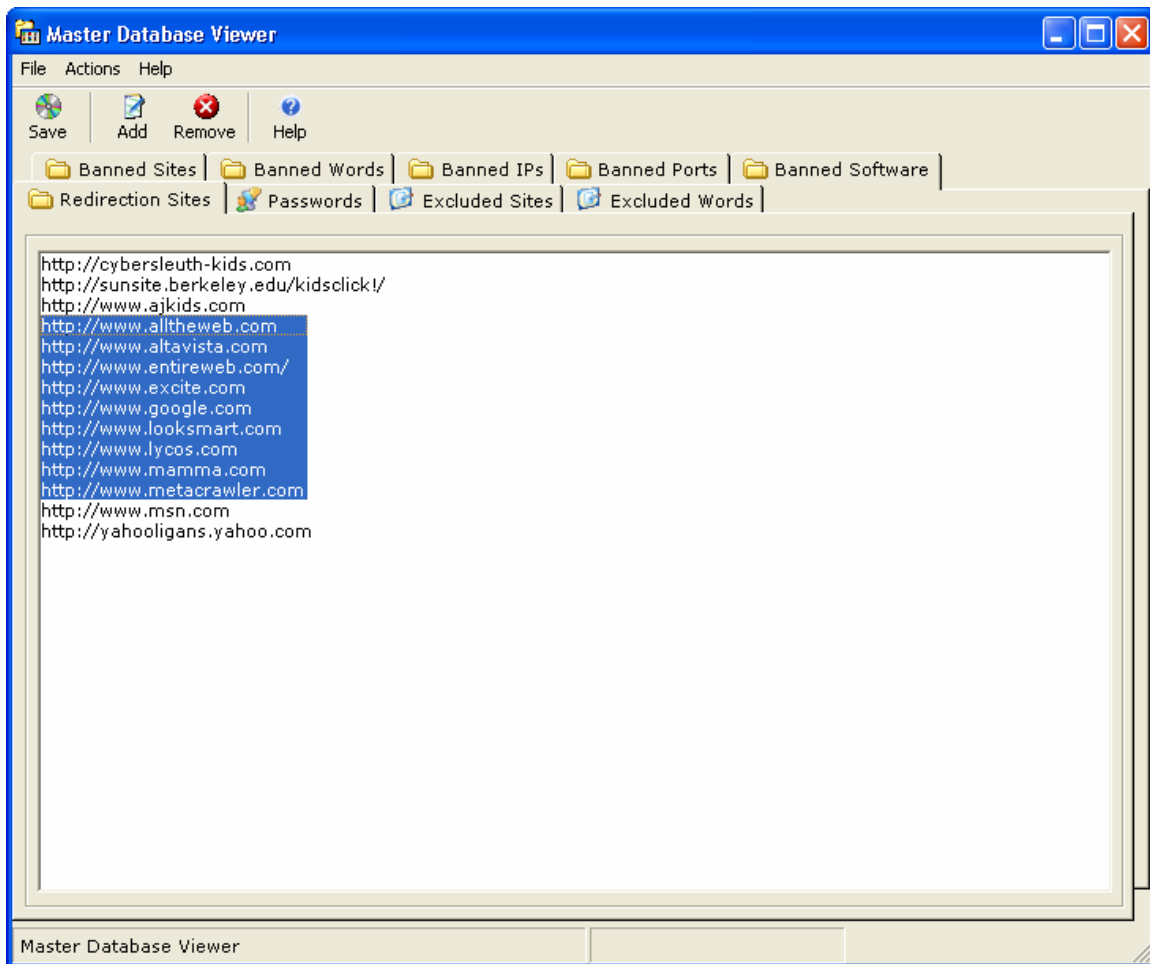 Master Database Viewer
File Actions Help
Save Add Remove Help
Banned Sites Banned Words Banned IPs Banned Ports Banned Software
Redirection Sites Passwords Excluded Sites Excluded Words
http://cybersleuth-kids.com
http://sunsite.berkeley.edu/kidsclick!/
http://www.ajkids.com
http://www.alltheweb.com
http://www.altavista.com
http://www.entireweb.com/
http://www.excite.com
http://www.google.com
http://www.looksmart.com
http://www.lycos.com
http://www.mamma.com
http://www.metacrawler.com
http://www.msn.com
http://yahooligans.yahoo.com
Master Database Viewer